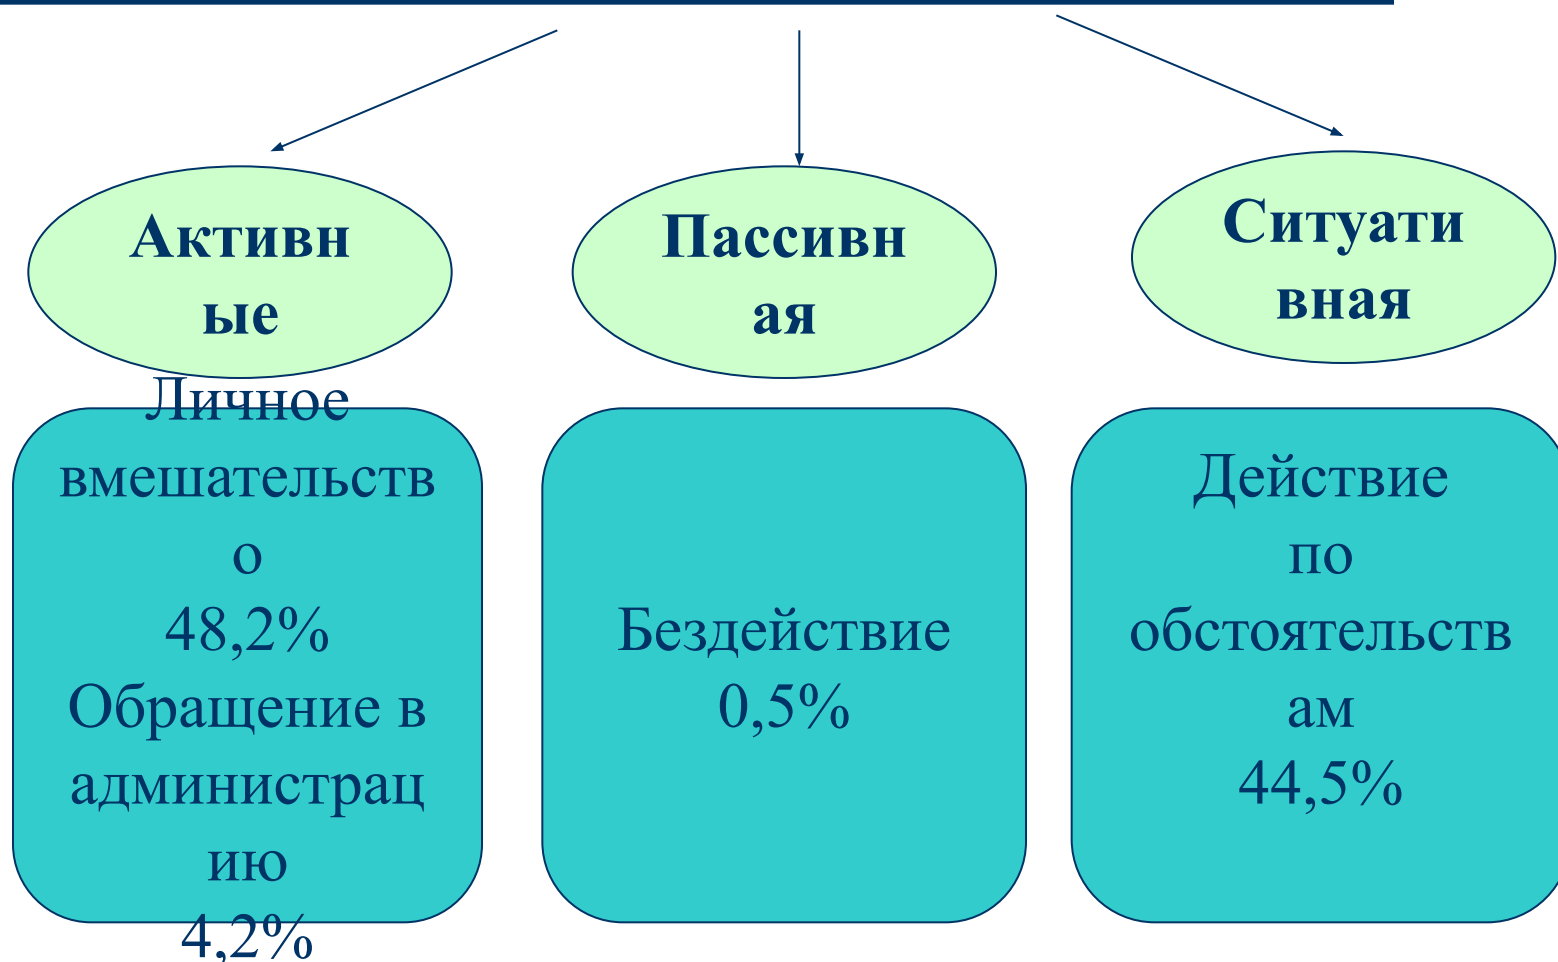 Активн
ые
Пассивн
ая
Ситуати
вная
Личное
вмешательств
о
48,2%
Обращение в
администрац
ию
4,2%
Бездействие
0,5%
Действие
по
обстоятельств
ам
44,5%